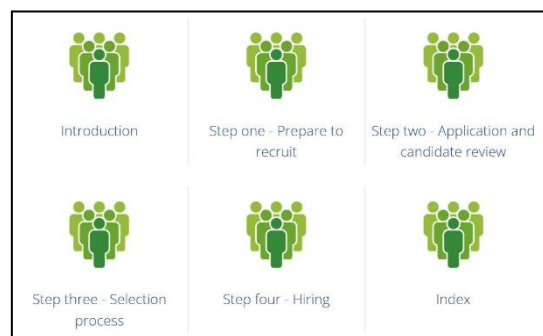 Introduction
Step one - Prepare to
recruit
Step two - Application and
candidate review
Step three - Selection
process
Step four - Hiring
Index